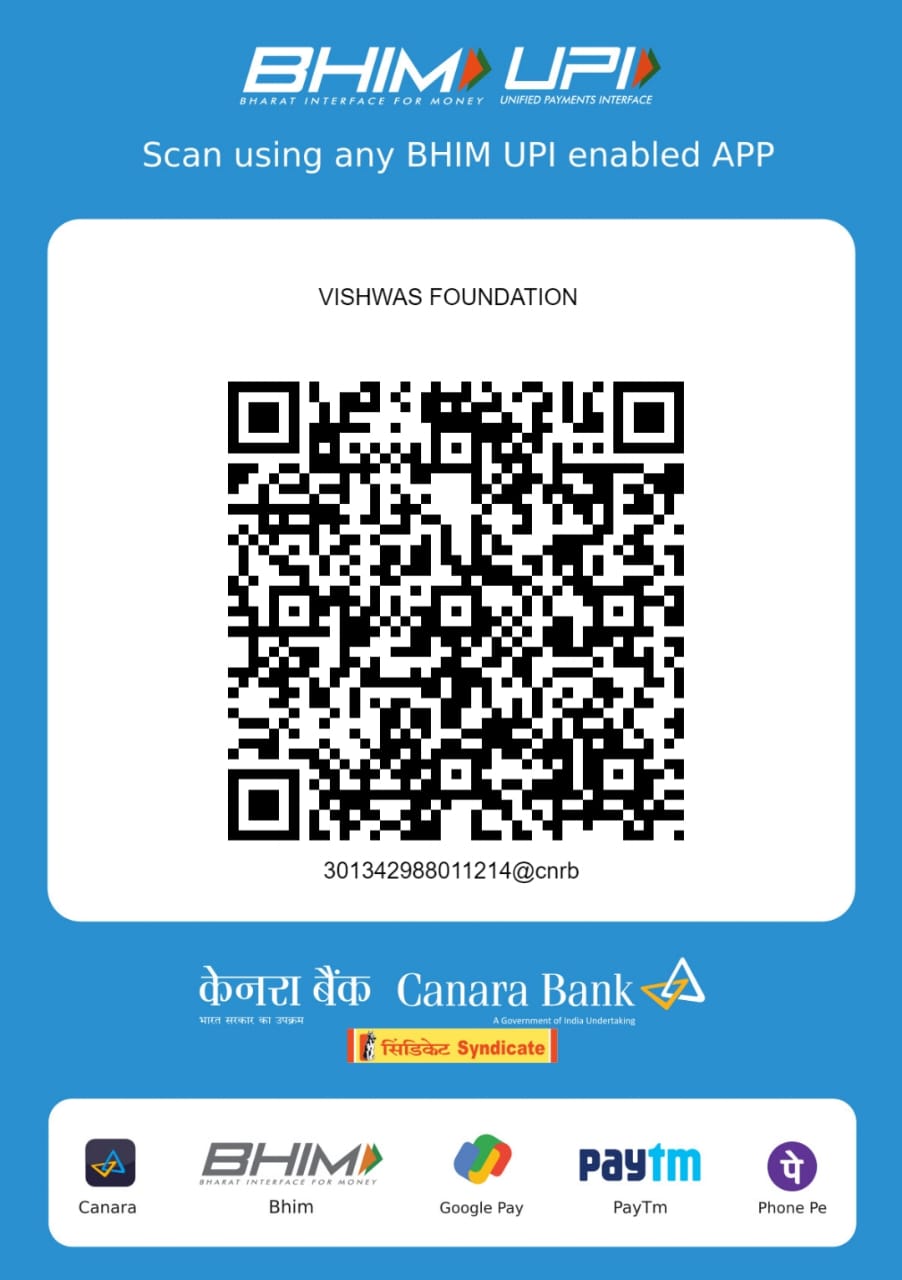 BHIM UPI
BHARAT INTERFACE FOR MONEY UNIFIED PAYMENTS INTERFACE
Scan using any BHIM UPI enabled APP
VISHWAS FOUNDATION
301342988011214@cnrb
केनरा बैंक Canara Bank
भारत सरकार का उपक्रम A Government of India Undertaking
सिंडिकेट Syndicate
BHIM paytm पे
BHARAT INTERFACE FOR MONEY
Canara Bhim Google Pay PayTm Phone Pe